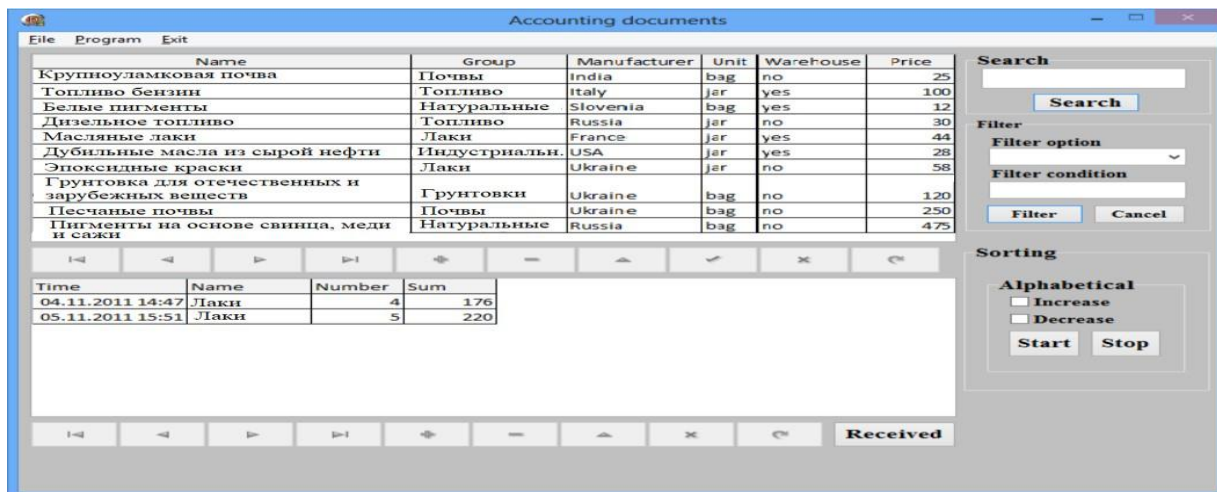 Accounting documents
File Program Exit
Name Group Manufacturer Unit Warehouse Price
Крупноуламковая почва Почвы India bag no 25
Топливо бензин Топливо Italy jar yes 100
Белые пигменты Натуральные Slovenia bag yes 12
Дизельное топливо Топливо Russia jar no 30
Масляные лаки Лаки France jar yes 44
Дубильные масла из сырой нефти Индустриальн. USA jar yes 28
Эпоксидные краски Лаки Ukraine jar no 58
Грунтовка для отечественных и
зарубежных веществ Грунтовки Ukraine bag no 120
Песчаные почвы Почвы Ukraine bag no 250
Пигменты на основе свинца, меди Натуральные Russia bag no 475
и сажи
Search
Search
Filter
Filter option
Filter condition
Filter Cancel
Time Name Number Sum
04.11.2011 14:47 Лаки 4 176
05.11.2011 15:51 Лаки 5 220
Sorting
Alphabetical
Increase
Decrease
Start Stop
Received